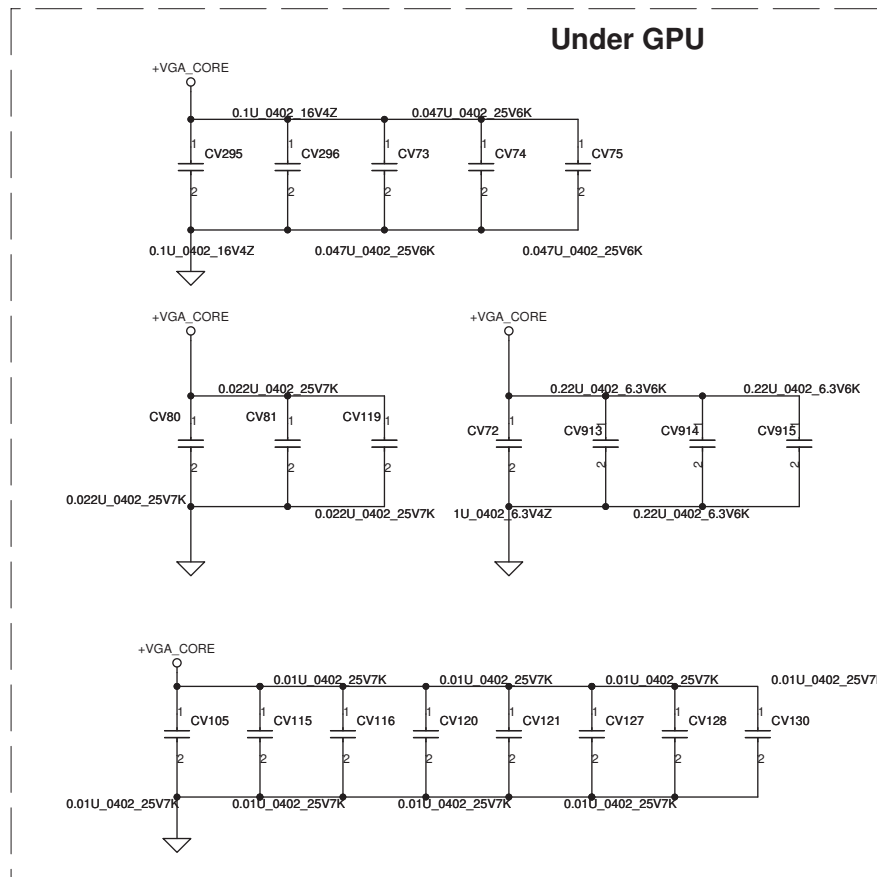 Under GPU
+VGA_CORE
0.1U_0402_16V4Z 0.047U_0402_25V6K
1 1 1 1 1
CV295 CV296 CV73 CV74 CV75
2 2 2 2 2
0.1U_0402_16V4Z 0.047U_0402_25V6K 0.047U_0402_25V6K
+VGA_CORE +VGA_CORE
0.022U_0402_25V7K 0.22U_0402_6.3V6K 0.22U_0402_6.3V6K
1 1 1 1 1 1 1
CV80 CV81 CV119 CV72 CV913 CV914 CV915
2 2 2 2 2 2 2
0.022U_0402_25V7K 0.022U_0402_25V7K 1U_0402_6.3V4Z 0.22U_0402_6.3V6K
+VGA_CORE
0.01U_0402_25V7K 0.01U_0402_25V7K 0.01U_0402_25V7K 0.01U_0402_25V7
1 1 1 1 1 1 1 1
CV105 CV115 CV116 CV120 CV121 CV127 CV128 CV130
2 2 2 2 2 2 2 2
0.01U_0402_25V7K 0.01U_0402_25V7K 0.01U_0402_25V7K 0.01U_0402_25V7K